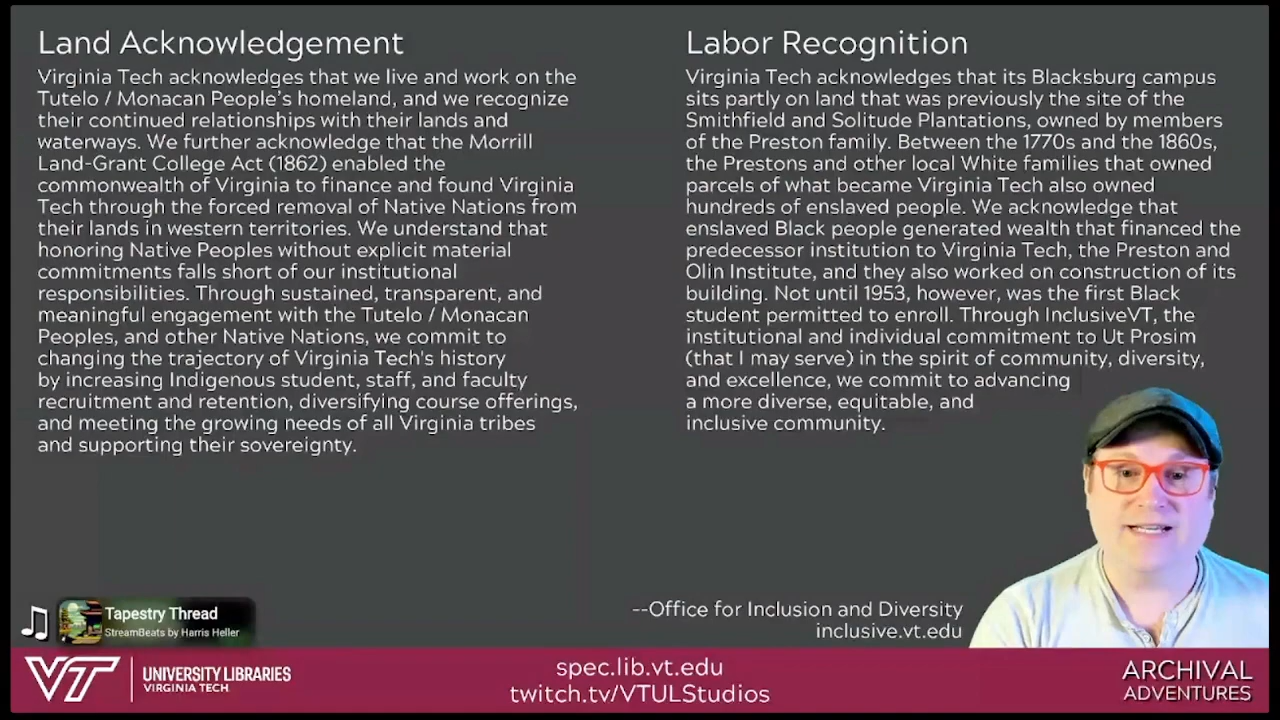 Land Acknowledgement
Virginia Tech acknowledges that we live and work on the
Tutelo / Monacan People's homeland, and we recognize
their continued relationships with their lands and
waterways. We further acknowledge that the Morrill
Land-Grant College Act (1862) enabled the
commonwealth of Virginia to finance and found Virginia
Tech through the forced removal of Native Nations from
their lands in western territories. We understand that
honoring Native Peoples without explicit material
commitments falls short of our institutional
responsibilities. Through sustained, transparent, and
meaningful engagement with the Tutelo / Monacan
Peoples, and other Native Nations, we commit to
changing the trajectory of Virginia Tech's history
by increasing Indigenous student, staff, and faculty
recruitment and retention, diversifying course offerings,
and meeting the growing needs of all Virginia tribes
and supporting their sovereignty.
Labor Recognition
Virginia Tech acknowledges that its Blacksburg campus
sits partly on land that was previously the site of the
Smithfield and Solitude Plantations, owned by members
of the Preston family. Between the 1770s and the 1860s,
the Prestons and other local White families that owned
parcels of what became Virginia Tech also owned
hundreds of enslaved people. We acknowledge that
enslaved Black people generated wealth that financed the
predecessor institution to Virginia Tech, the Preston and
Olin Institute, and they also worked on construction of its
building. Not until 1953, however, was the first Black
student permitted to enroll. Through InclusiveVT, the
institutional and individual commitment to Ut Prosim
(that I may serve) in the spirit of community, diversity,
and excellence, we commit to advancing
a more diverse, equitable, and
inclusive community.
--Office for Inclusion and Diversity
inclusive.vt.edu
Tapestry Thread
StreamBeats by Harris Heller
VT
UNIVERSITY LIBRARIES
VIRGINIA TECH
spec.lib.vt.edu
twitch.tv/VTULStudios
ARCHIVAL
ADVENTURES